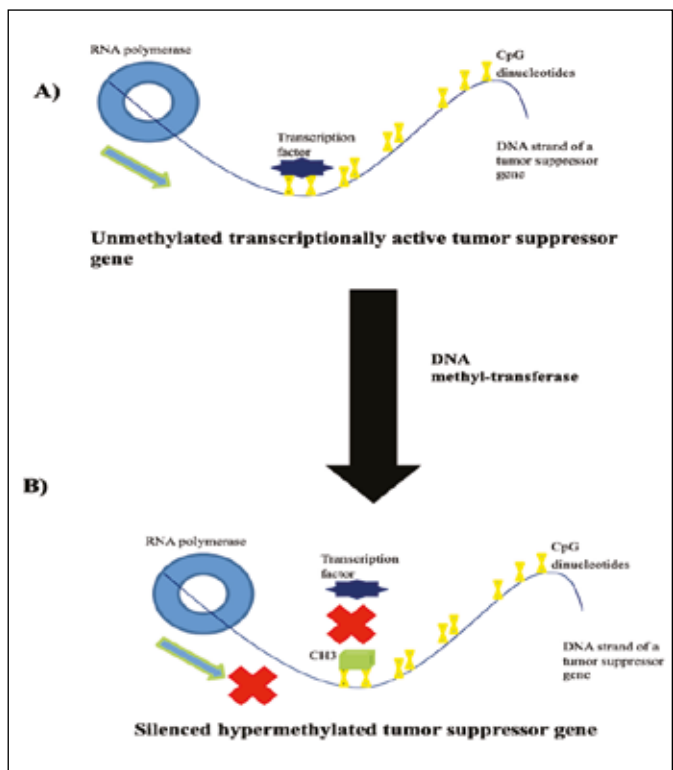 RNA polymerase
CpG
dinucleotides
A)
Transcription
factor
DNA strand of a
tumor suppressor
gene
Unmethylated transcriptionally active tumor suppressor
gene
DNA
methyl-transferase
B)
RNA polymerase
CpG
dinucleotides
Transcription
factor
CH3
DNA strand of a
tumor suppressor
gene
Silenced hypermethylated tumor suppressor gene